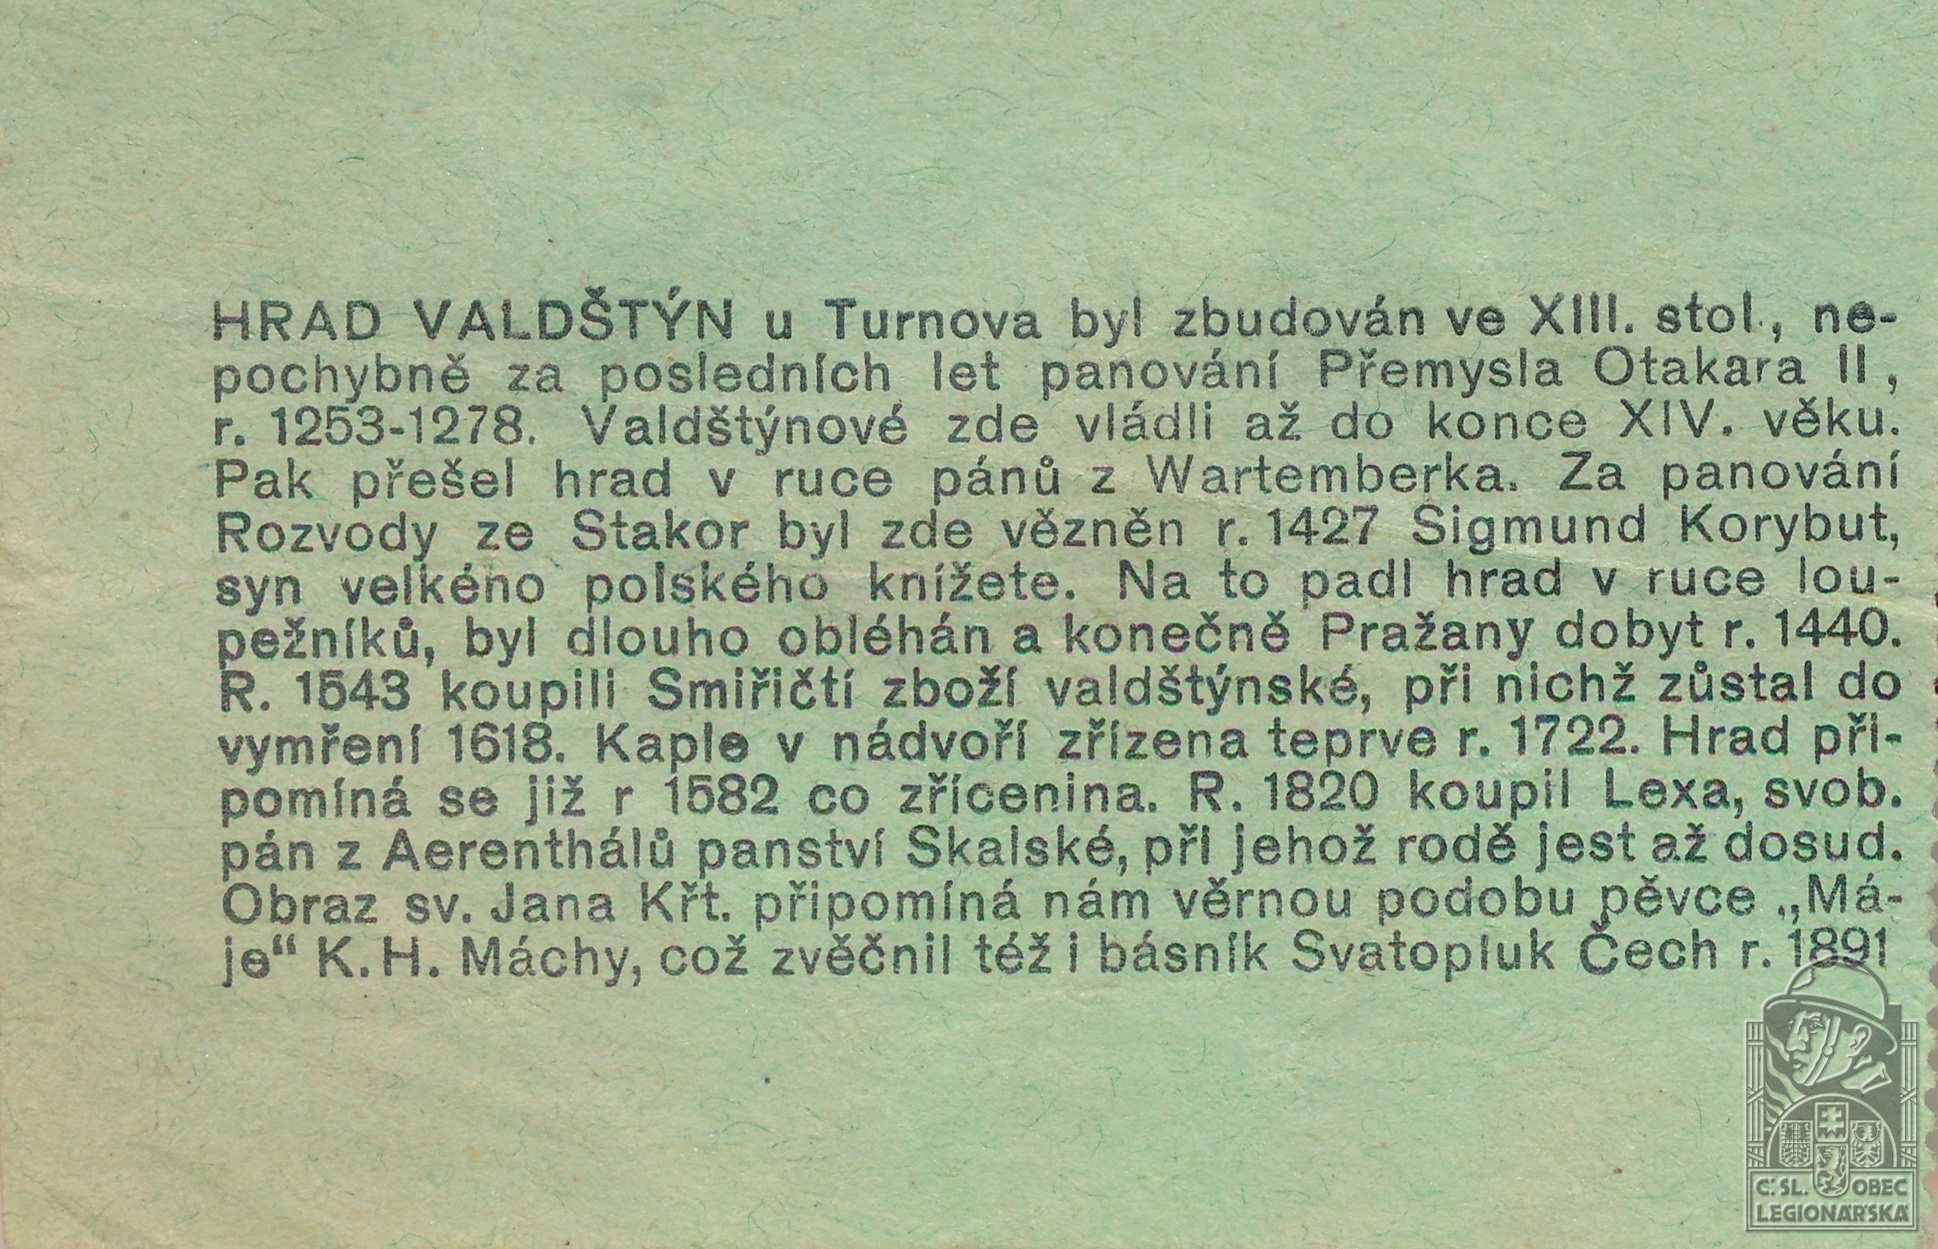 HRAD VALDŠTÝN u Turnova byl zbudován ve XIII. stol., ne-
pochybně za posledních let panování Přemysla Otakara II,
r. 1253-1278. Valdštýnové zde vládli až do konce XIV. věku.
Pak přešel hrad v ruce pánů z Wartemberka. Za panování
Rozvody ze Stakor byl zde vězněn r. 1427 Sigmund Korybut,
syn velkého polského knížete. Na to padl hrad v ruce lou-
pežníků, byl dlouho obléhán a konečně Pražany dobyt r. 1440.
R. 1543 koupili Smiřičtí zboží valdštýnské, při nichž zůstal do
vymření 1618. Kaple v nádvoří zřízena teprve r. 1722. Hrad při-
pomíná se již r 1582 co zřícenina. R. 1820 koupil Lexa, svob.
pán z Aerenthálů panství Skalské, při jehož rodě jest až dosud.
Obraz sv. Jana Křt. připomíná nám věrnou podobu pěvce „Má-
je“ K. H. Máchy, což zvěčnil též i básník Svatopluk Čech r. 1891
Č.SL. OBEC
LEGIONÁŘSKÁ